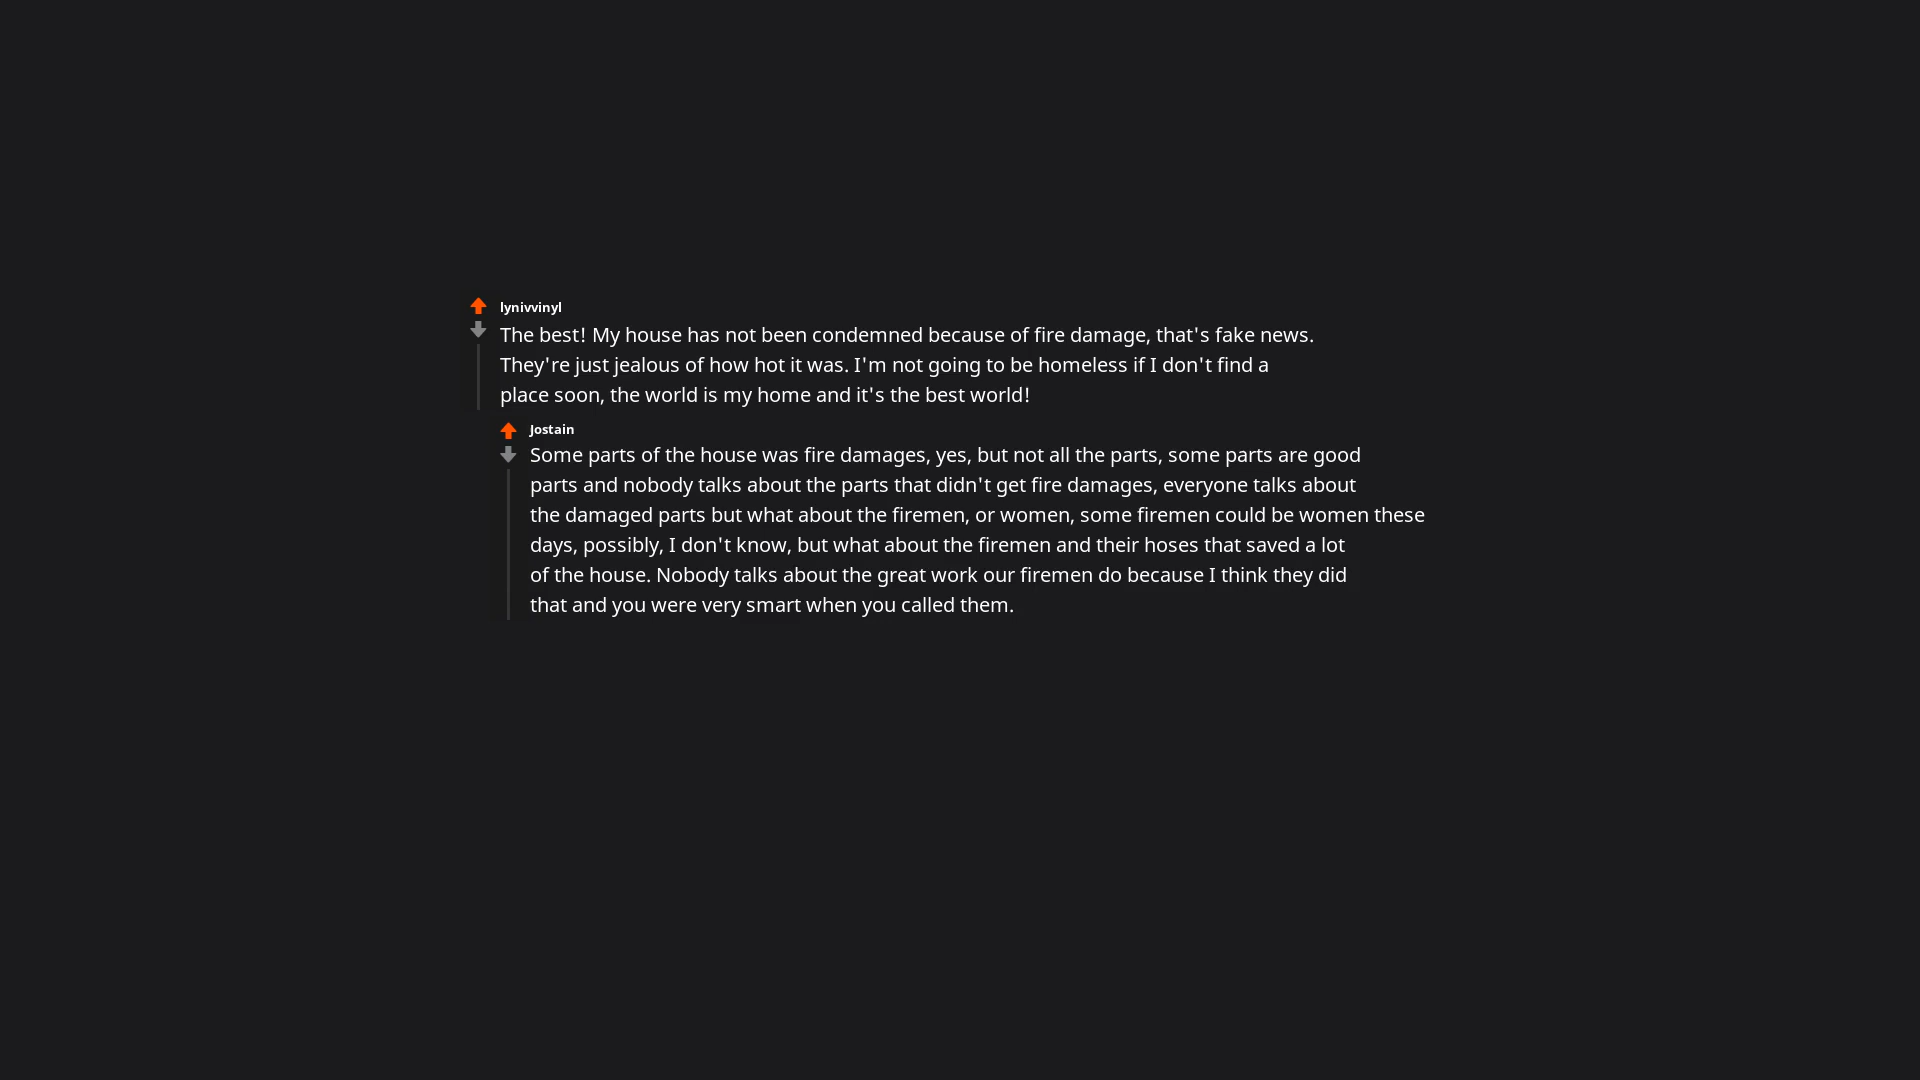 lynivvinyl
The best! My house has not been condemned because of fire damage, that's fake news.
They're just jealous of how hot it was. I'm not going to be homeless if I don't find a
place soon, the world is my home and it's the best world!
Jostain
Some parts of the house was fire damages, yes, but not all the parts, some parts are good
parts and nobody talks about the parts that didn't get fire damages, everyone talks about
the damaged parts but what about the firemen, or women, some firemen could be women these
days, possibly, I don't know, but what about the firemen and their hoses that saved a lot
of the house. Nobody talks about the great work our firemen do because I think they did
that and you were very smart when you called them.